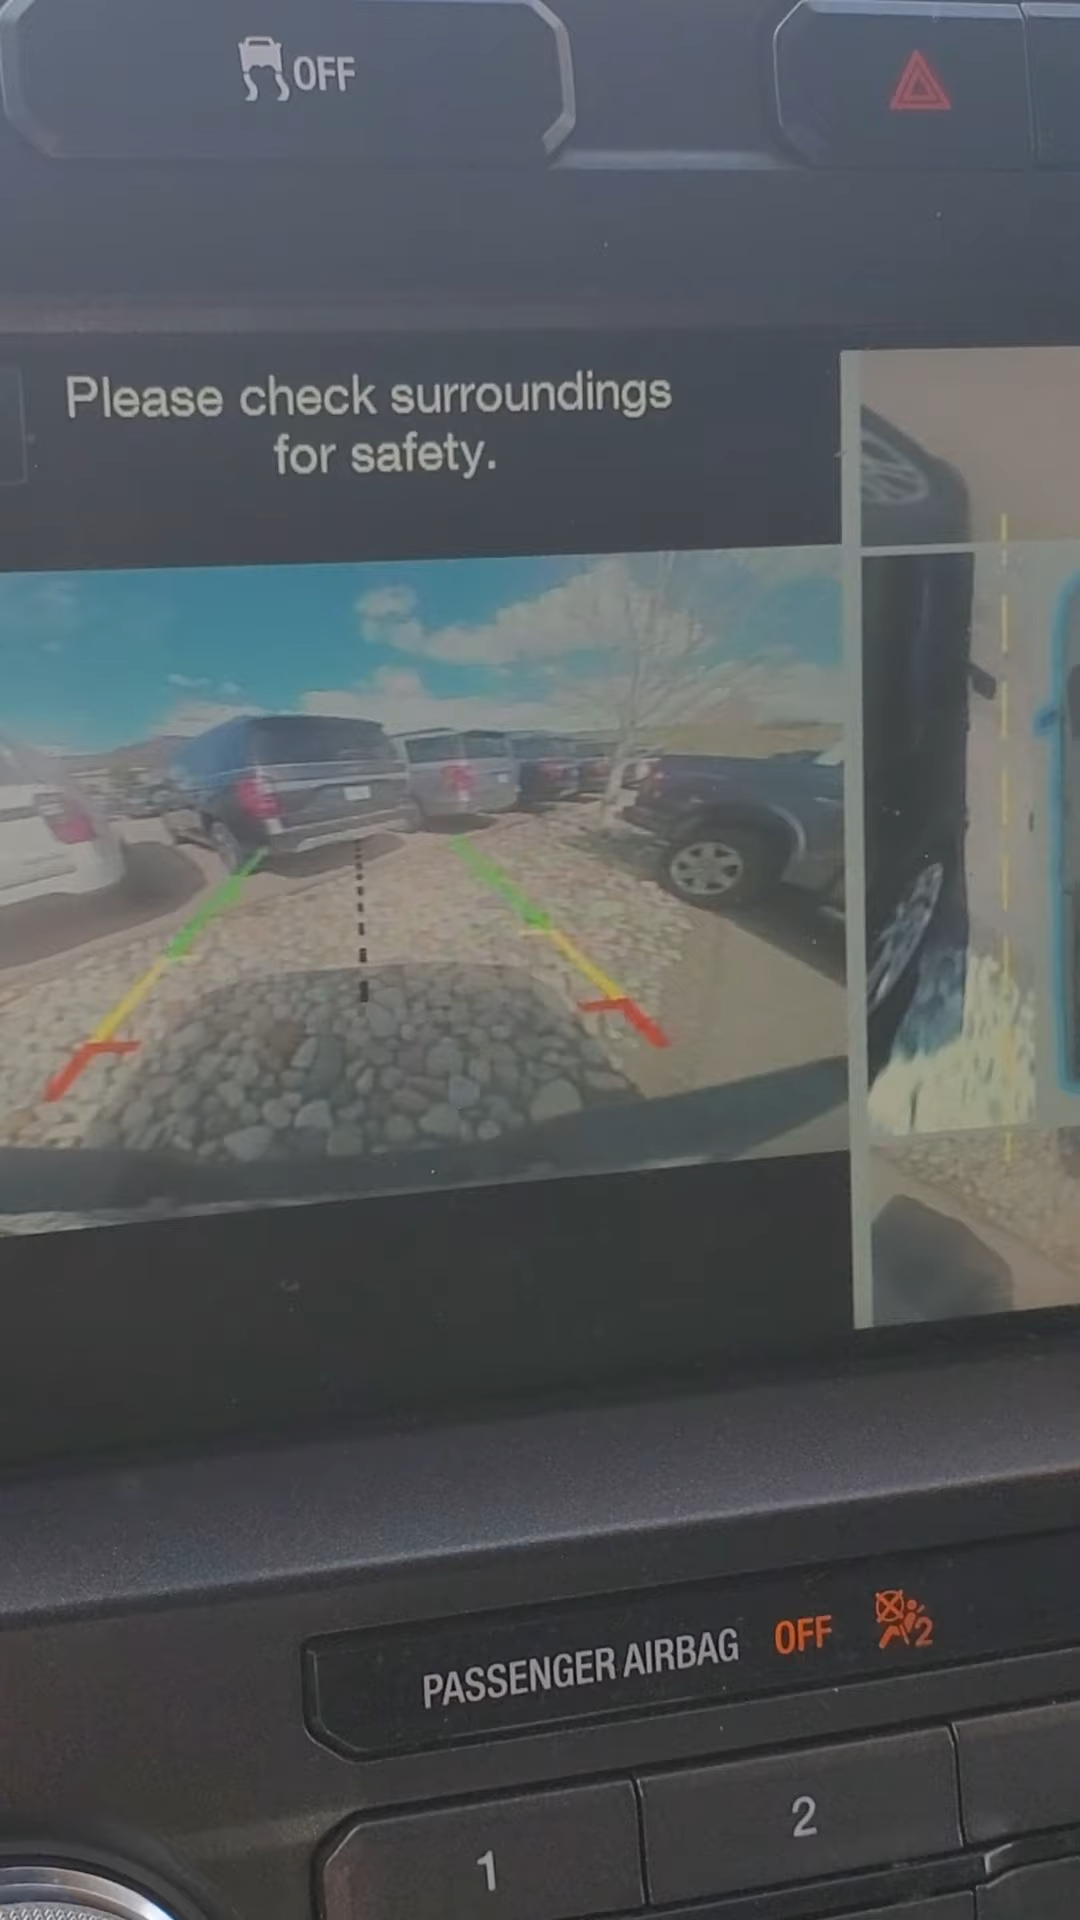 OFF
Please check surroundings
for safety.
PASSENGER AIRBAG OFF 2
1 2